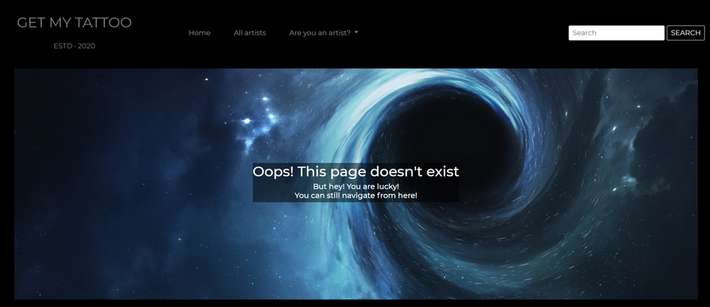 GET MY TATTOO
ESTD - 2020
Home
All artists
Are you an artist?
Search
SEARCH
Oops! This page doesn't exist
But hey! You are lucky!
You can still navigate from here!